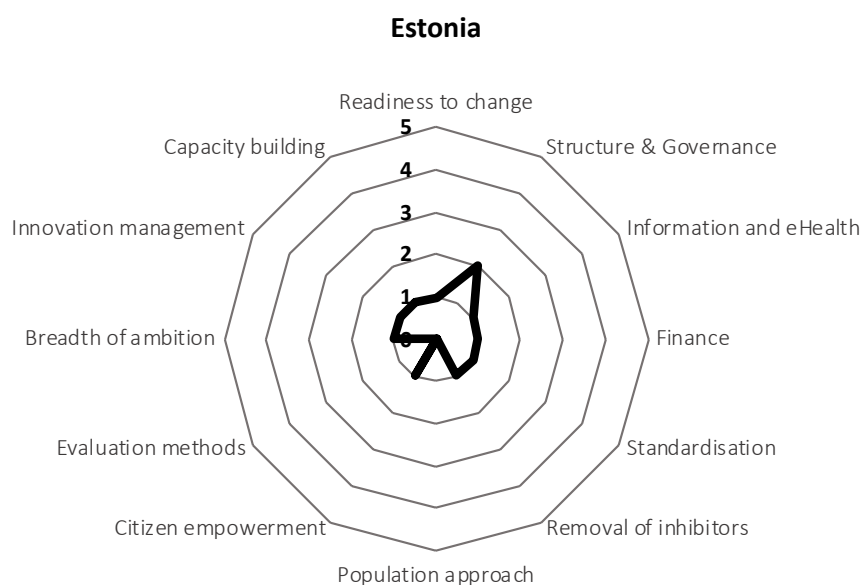 Estonia
Readiness to change
5
Capacity building
Structure & Governance
4
3
Innovation management
Information and eHealth
2
1
Breadth of ambition
0
Finance
Evaluation methods
Standardisation
Citizen empowerment
Removal of inhibitors
Population approach